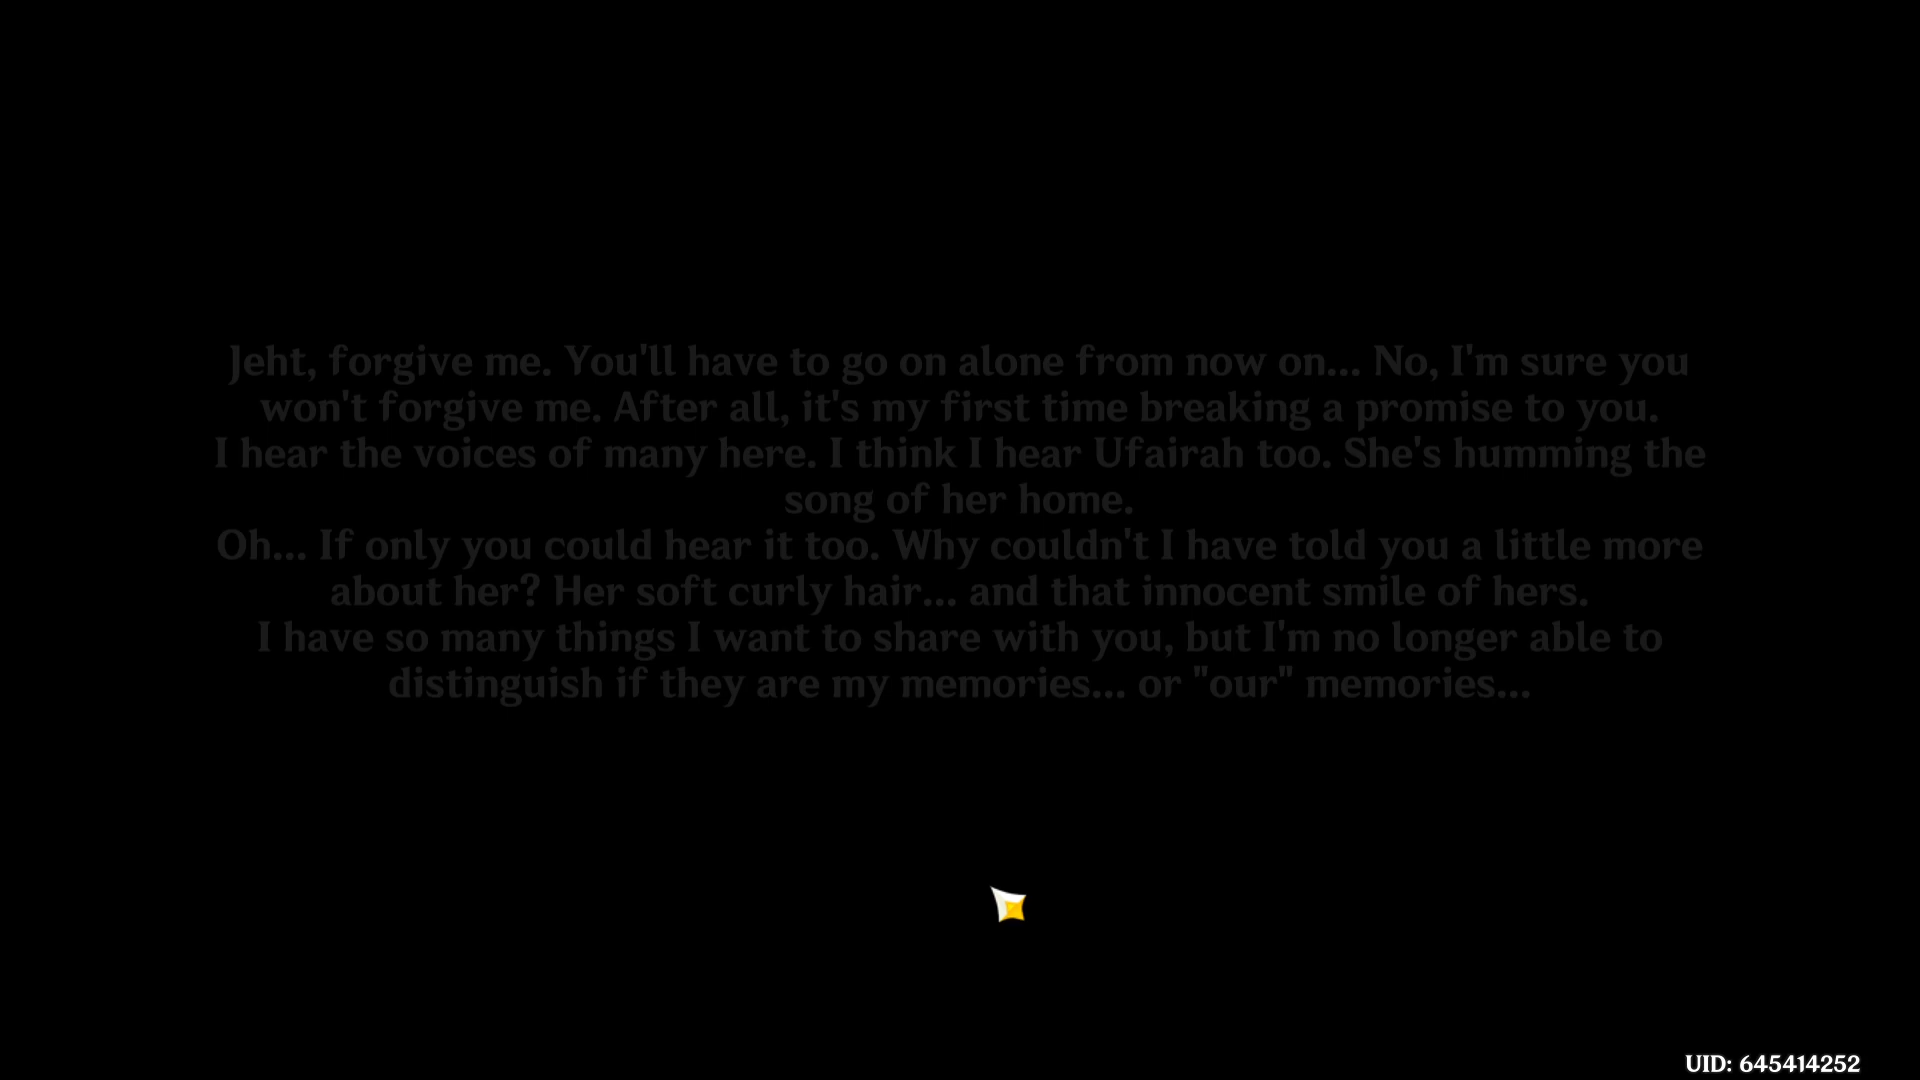 Jeht, forgive me. You'll have to go on alone from now on... No, I'm sure you
won't forgive me. After all, it's my first time breaking a promise to you.
I hear the voices of many here. I think I hear Ufairah too. She's humming the
song of her home.
Oh... If only you could hear it too. Why couldn't I have told you a little more
about her? Her soft curly hair... and that innocent smile of hers.
I have so many things I want to share with you, but I'm no longer able to
distinguish if they are my memories... or "our" memories...
UID: 645414252